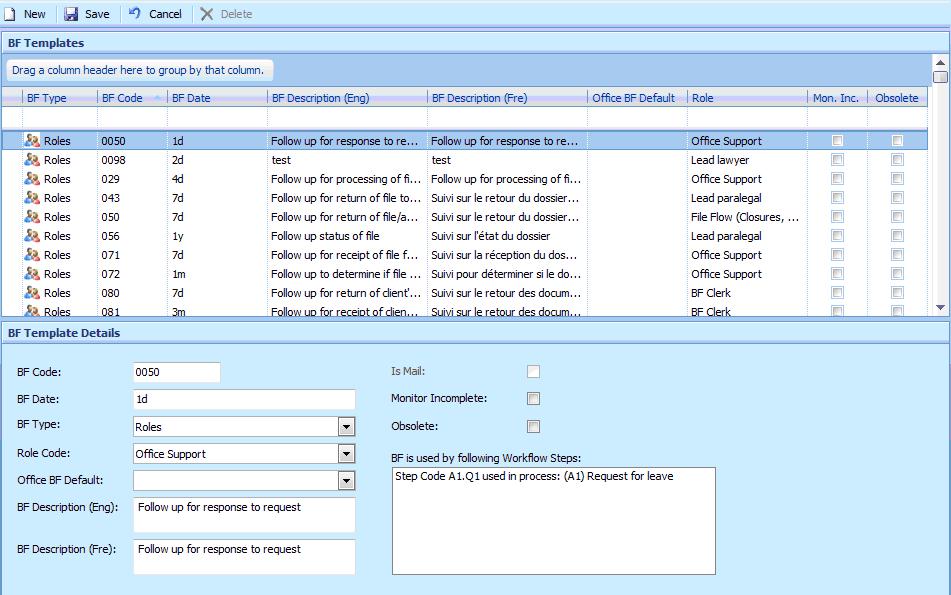 New Save Cancel Delete
BF Templates
Drag a column header here to group by that column.
BF Type BF Code BF Date BF Description (Eng) BF Description (Fre) Office BF Default Role Mon. Inc. Obsolete
Roles 0050 1d Follow up for response to re... Follow up for response to re... Office Support
Roles 0098 2d test test Lead lawyer
Roles 029 4d Follow up for processing of fi... Follow up for processing of fi... Office Support
Roles 043 7d Follow up for return of file to... Suivi sur le retour du dossier... Lead paralegal
Roles 050 7d Follow up for return of file/a... Suivi sur le retour du dossier... File Flow (Closures, ...
Roles 056 1y Follow up status of file Suivi sur l'état du dossier Lead paralegal
Roles 071 7d Follow up for receipt of file f... Suivi sur la réception du dos... Office Support
Roles 072 1m Follow up to determine if file ... Suivi pour déterminer si le do... Office Support
Roles 080 7d Follow up for return of client'... Suivi sur le retour des docum... BF Clerk
Roles 081 3m Follow up for receipt of clien... Suivi sur le retour des docum... BF Clerk
BF Template Details
BF Code: 0050 Is Mail:
BF Date: 1d Monitor Incomplete:
BF Type: Roles Obsolete:
Role Code: Office Support BF is used by following Workflow Steps:
Office BF Default: Step Code A1.Q1 used in process: (A1) Request for leave
BF Description (Eng): Follow up for response to request
BF Description (Fre): Follow up for response to request